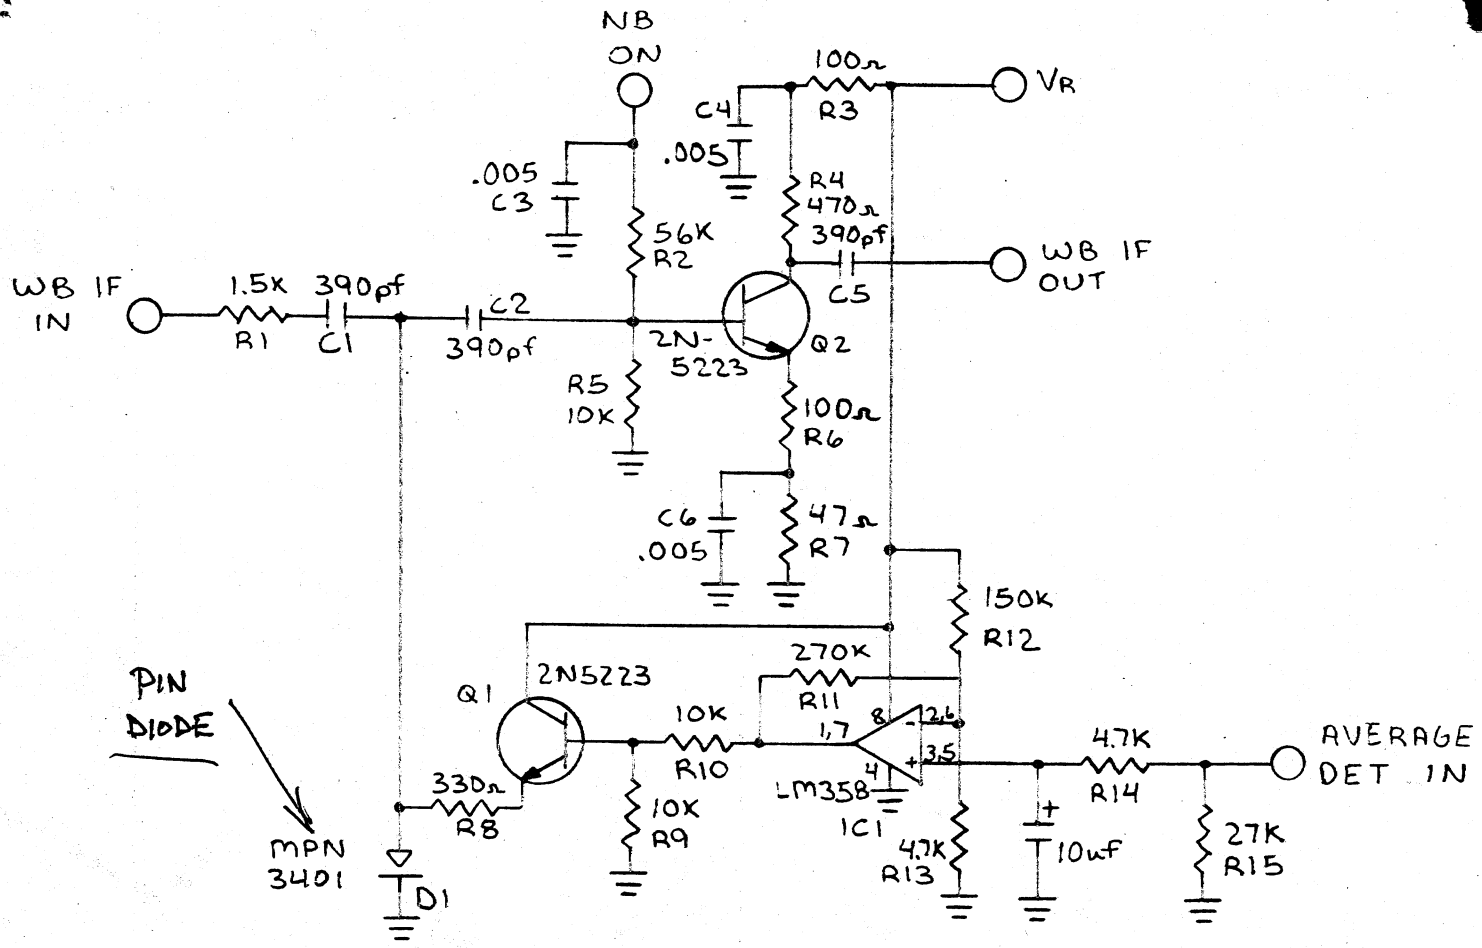 NB
ON
100Ω
R3
VR
C4
.005
.005
C3
R4
470Ω
390pf
C5
WB IF
OUT
56K
R2
WB IF
IN
1.5K
R1
390pf
C1
C2
390pf
2N-
5223
Q2
R5
10K
100Ω
R6
C6
.005
47Ω
R7
150K
R12
270K
R11
2N5223
Q1
PIN
DIODE
10K
R10
1,7
8
2,6
-
3,5
+
4
LM358
IC1
4.7K
R14
AVERAGE
DET IN
330Ω
R8
10K
R9
4.7K
R13
+
10uf
27K
R15
MPN
3401
D1